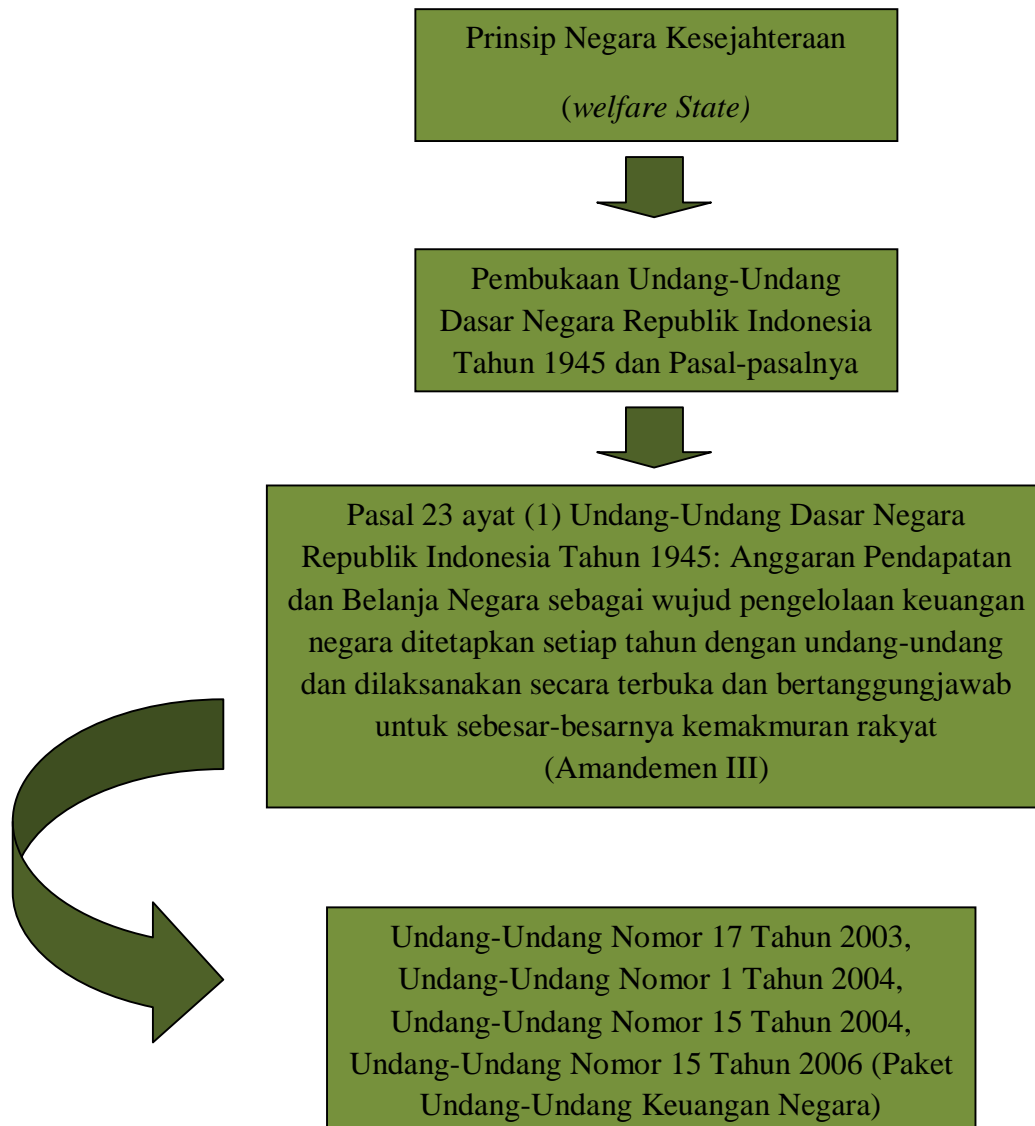 Prinsip Negara Kesejahteraan
(welfare State)
Pembukaan Undang-Undang
Dasar Negara Republik Indonesia
Tahun 1945 dan Pasal-pasalnya
Pasal 23 ayat (1) Undang-Undang Dasar Negara
Republik Indonesia Tahun 1945: Anggaran Pendapatan
dan Belanja Negara sebagai wujud pengelolaan keuangan
negara ditetapkan setiap tahun dengan undang-undang
dan dilaksanakan secara terbuka dan bertanggungjawab
untuk sebesar-besarnya kemakmuran rakyat
(Amandemen III)
Undang-Undang Nomor 17 Tahun 2003,
Undang-Undang Nomor 1 Tahun 2004,
Undang-Undang Nomor 15 Tahun 2004,
Undang-Undang Nomor 15 Tahun 2006 (Paket
Undang-Undang Keuangan Negara)